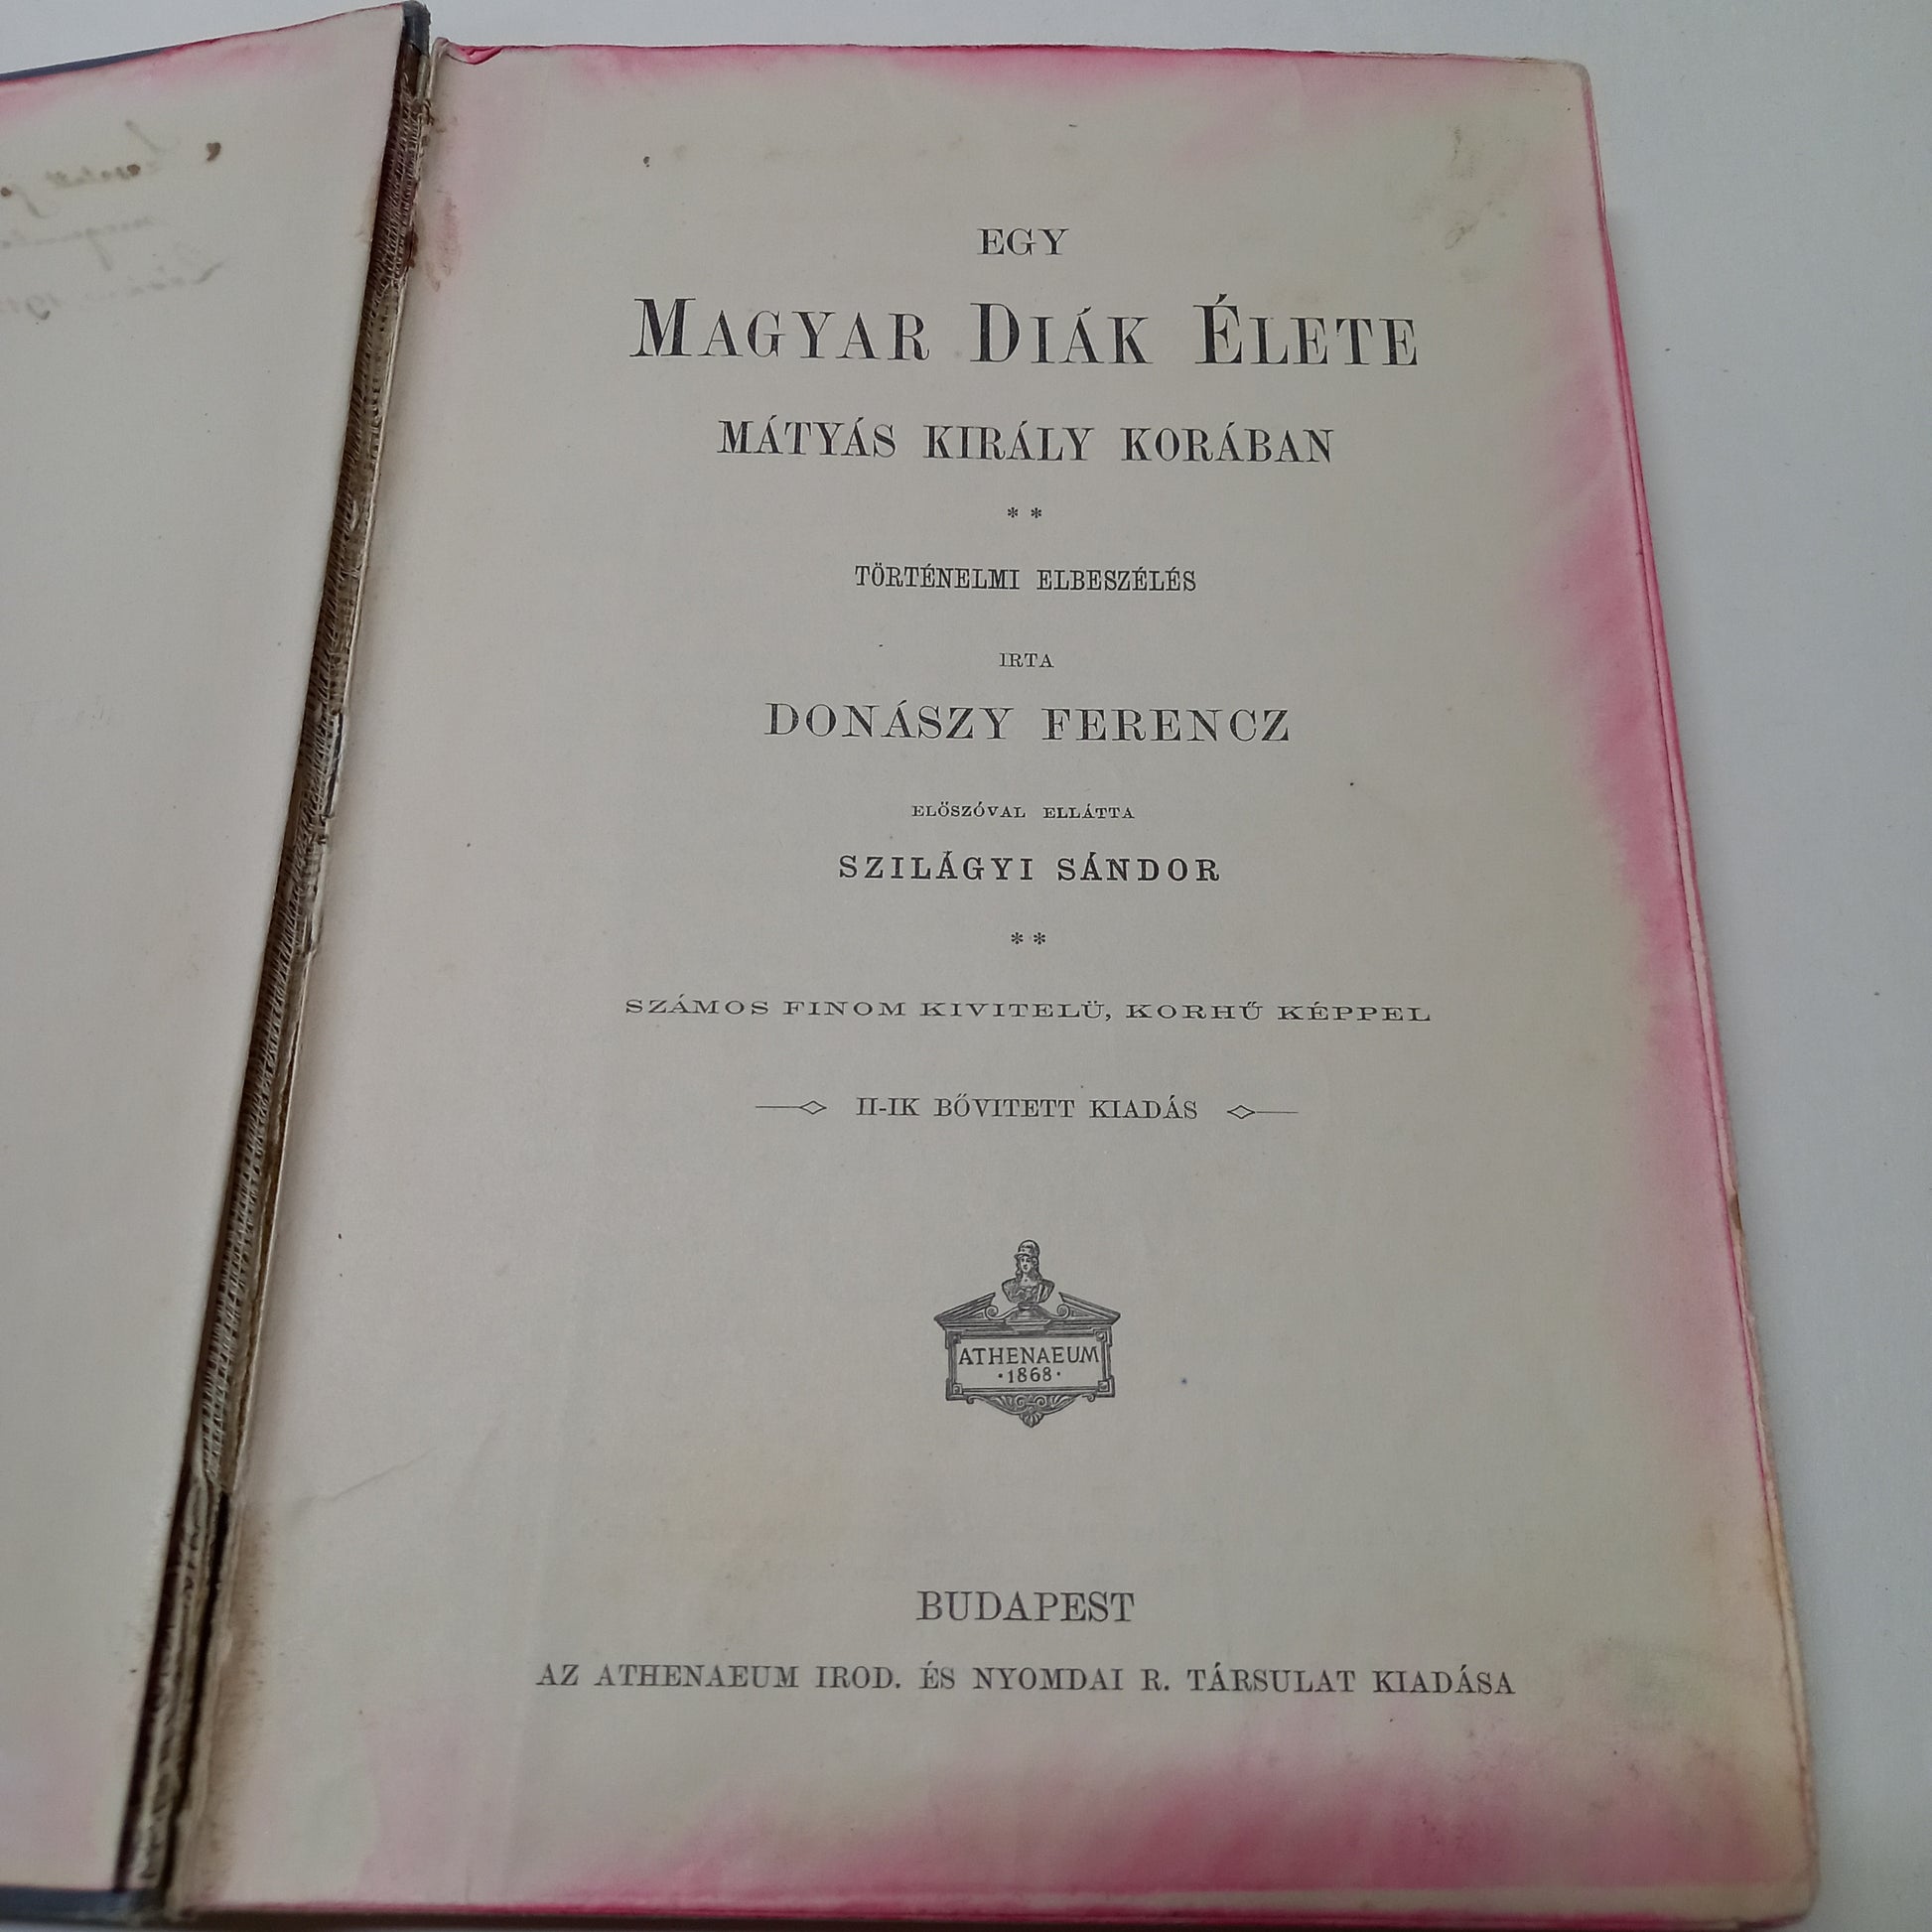 EGY
MAGYAR DIÁK ÉLETE
MÁTYÁS KIRÁLY KORÁBAN
* *
TÖRTÉNELMI ELBESZÉLÉS
IRTA
DONÁSZY FERENCZ
ELŐSZÓVAL ELLÁTTA
SZILÁGYI SÁNDOR
* *
SZÁMOS FINOM KIVITELÜ, KORHŰ KÉPPEL
II-IK BŐVITETT KIADÁS
ATHENAEUM
·1868·
BUDAPEST
AZ ATHENAEUM IROD. ÉS NYOMDAI R. TÁRSULAT KIADÁSA